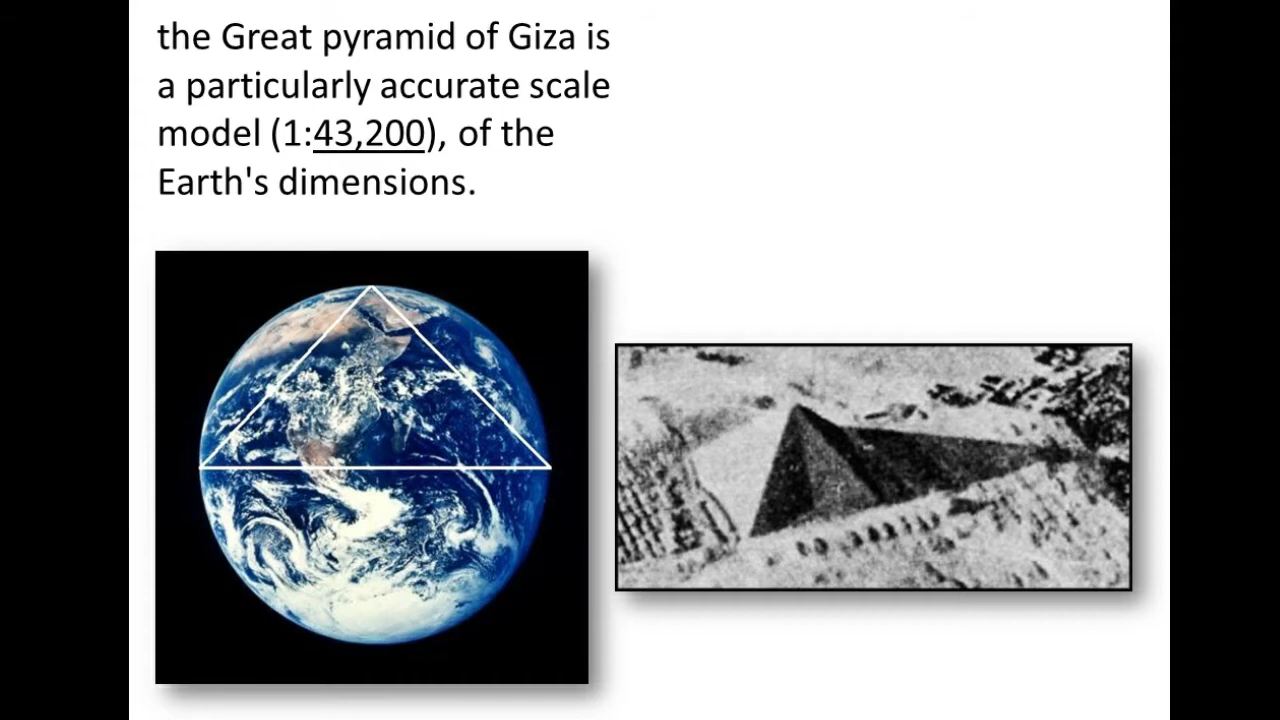 the Great pyramid of Giza is
a particularly accurate scale
model (1:43,200), of the
Earth's dimensions.